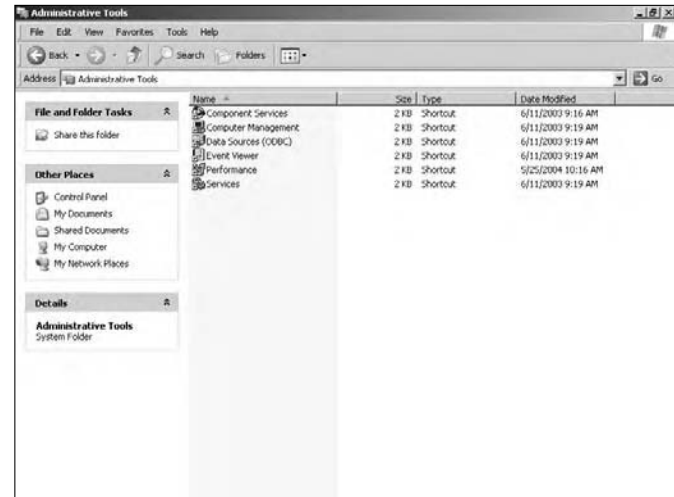 Administrative Tools
File Edit View Favorites Tools Help
Back Search Folders
Address Administrative Tools Go
File and Folder Tasks
Share this folder
Other Places
Control Panel
My Documents
Shared Documents
My Computer
My Network Places
Details
Administrative Tools
System Folder
Name Size Type Date Modified
Component Services 2 KB Shortcut 6/11/2003 9:16 AM
Computer Management 2 KB Shortcut 6/11/2003 9:19 AM
Data Sources (ODBC) 2 KB Shortcut 6/11/2003 9:19 AM
Event Viewer 2 KB Shortcut 6/11/2003 9:19 AM
Performance 2 KB Shortcut 5/25/2004 10:16 AM
Services 2 KB Shortcut 6/11/2003 9:19 AM